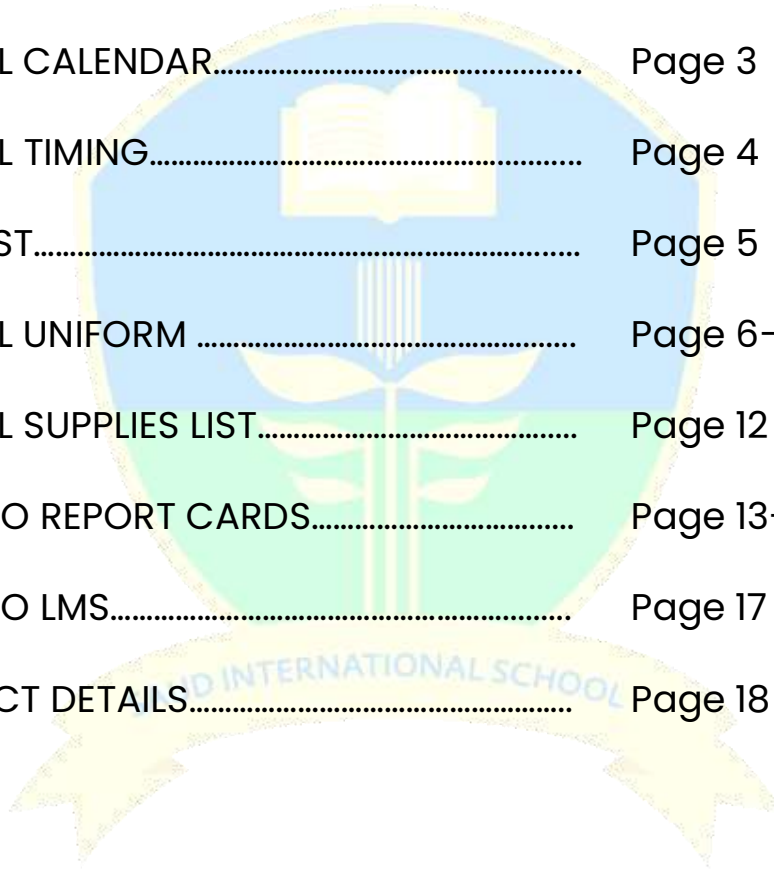 L CALENDAR................................................ Page 3
L TIMING......................................................... Page 4
ST........................................................................ Page 5
L UNIFORM .................................................. Page 6-
L SUPPLIES LIST.......................................... Page 12
O REPORT CARDS.................................. Page 13-
O LMS............................................................ Page 17
CT DETAILS.................................................. Page 18
INTERNATIONAL SCHOOL